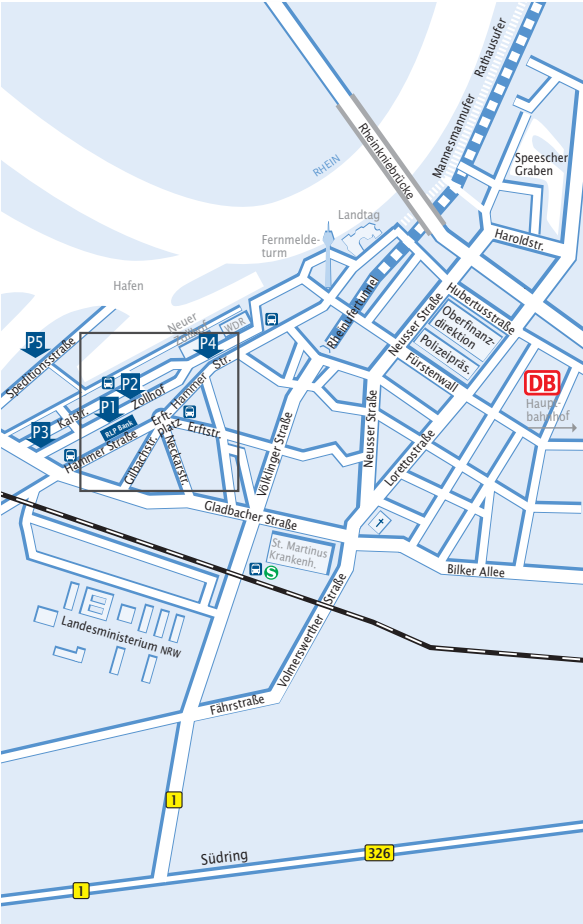 Rathausufer
Mannesmannufer
Rheinkniebrücke
RHEIN
Speescher
Graben
Landtag
Haroldstr.
Fernmelde-
turm
Hafen
Rheinufertunnel
Hubertusstraße
Neusser Straße
Oberfinanz-
direktion
Polizeipräs.
Fürstenwall
Neuer
Zollhof
WDR
P5
P4
Speditionsstraße
Str.
DB
Haupt-
bahnhof
P2
Zollhof
P1
Kaistr.
RLP Bank
Erft-
Hammer
P3
Hammer Straße
Gilbachstr.
Platz
Neckarstr.
Erftstr.
Völklinger Straße
Neusser Straße
Lorettostraße
Gladbacher Straße
St. Martinus
Krankenh.
S
Bilker Allee
Landesministerium NRW
Volmerswerther Straße
Fährstraße
1
Südring
326
1